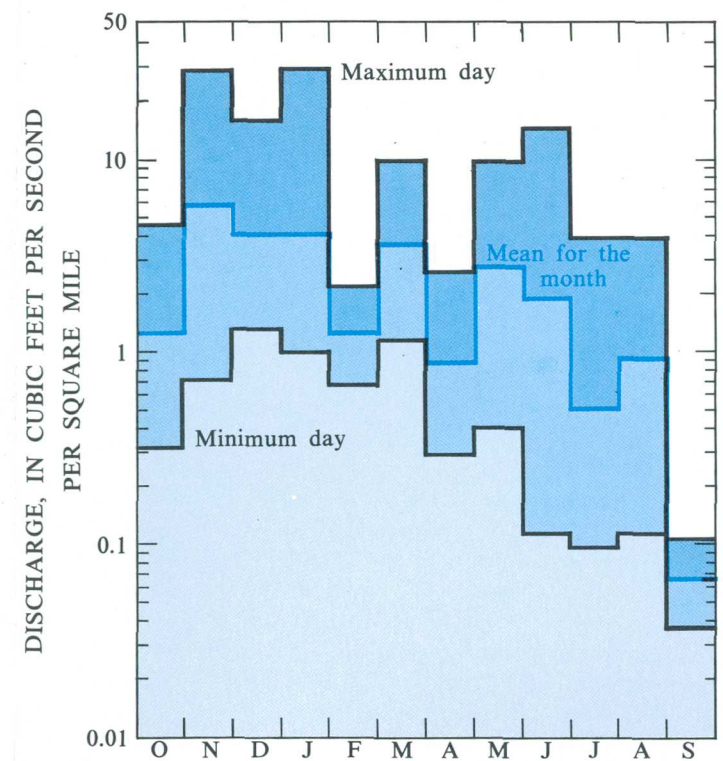 DISCHARGE, IN CUBIC FEET PER SECOND
PER SQUARE MILE
50
10
1
0.1
0.01
Maximum day
Mean for the
month
Minimum day
O N D J F M A M J J A S